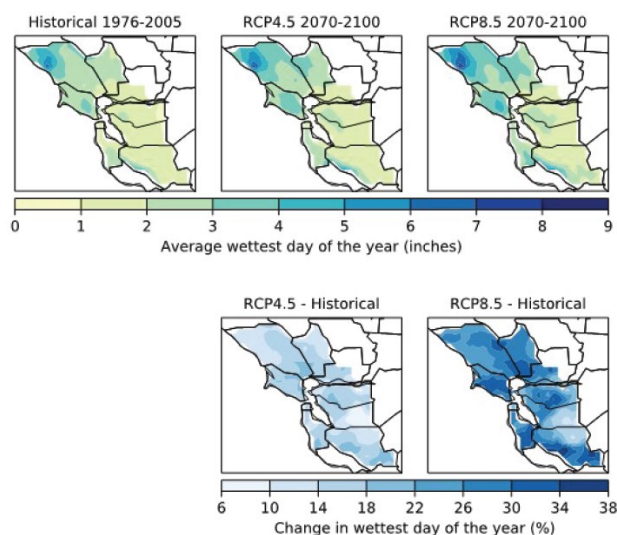 Historical 1976-2005 RCP4.5 2070-2100 RCP8.5 2070-2100
0 1 2 3 4 5 6 7 8 9
Average wettest day of the year (inches)
RCP4.5 - Historical RCP8.5 - Historical
6 10 14 18 22 26 30 34 38
Change in wettest day of the year (%)